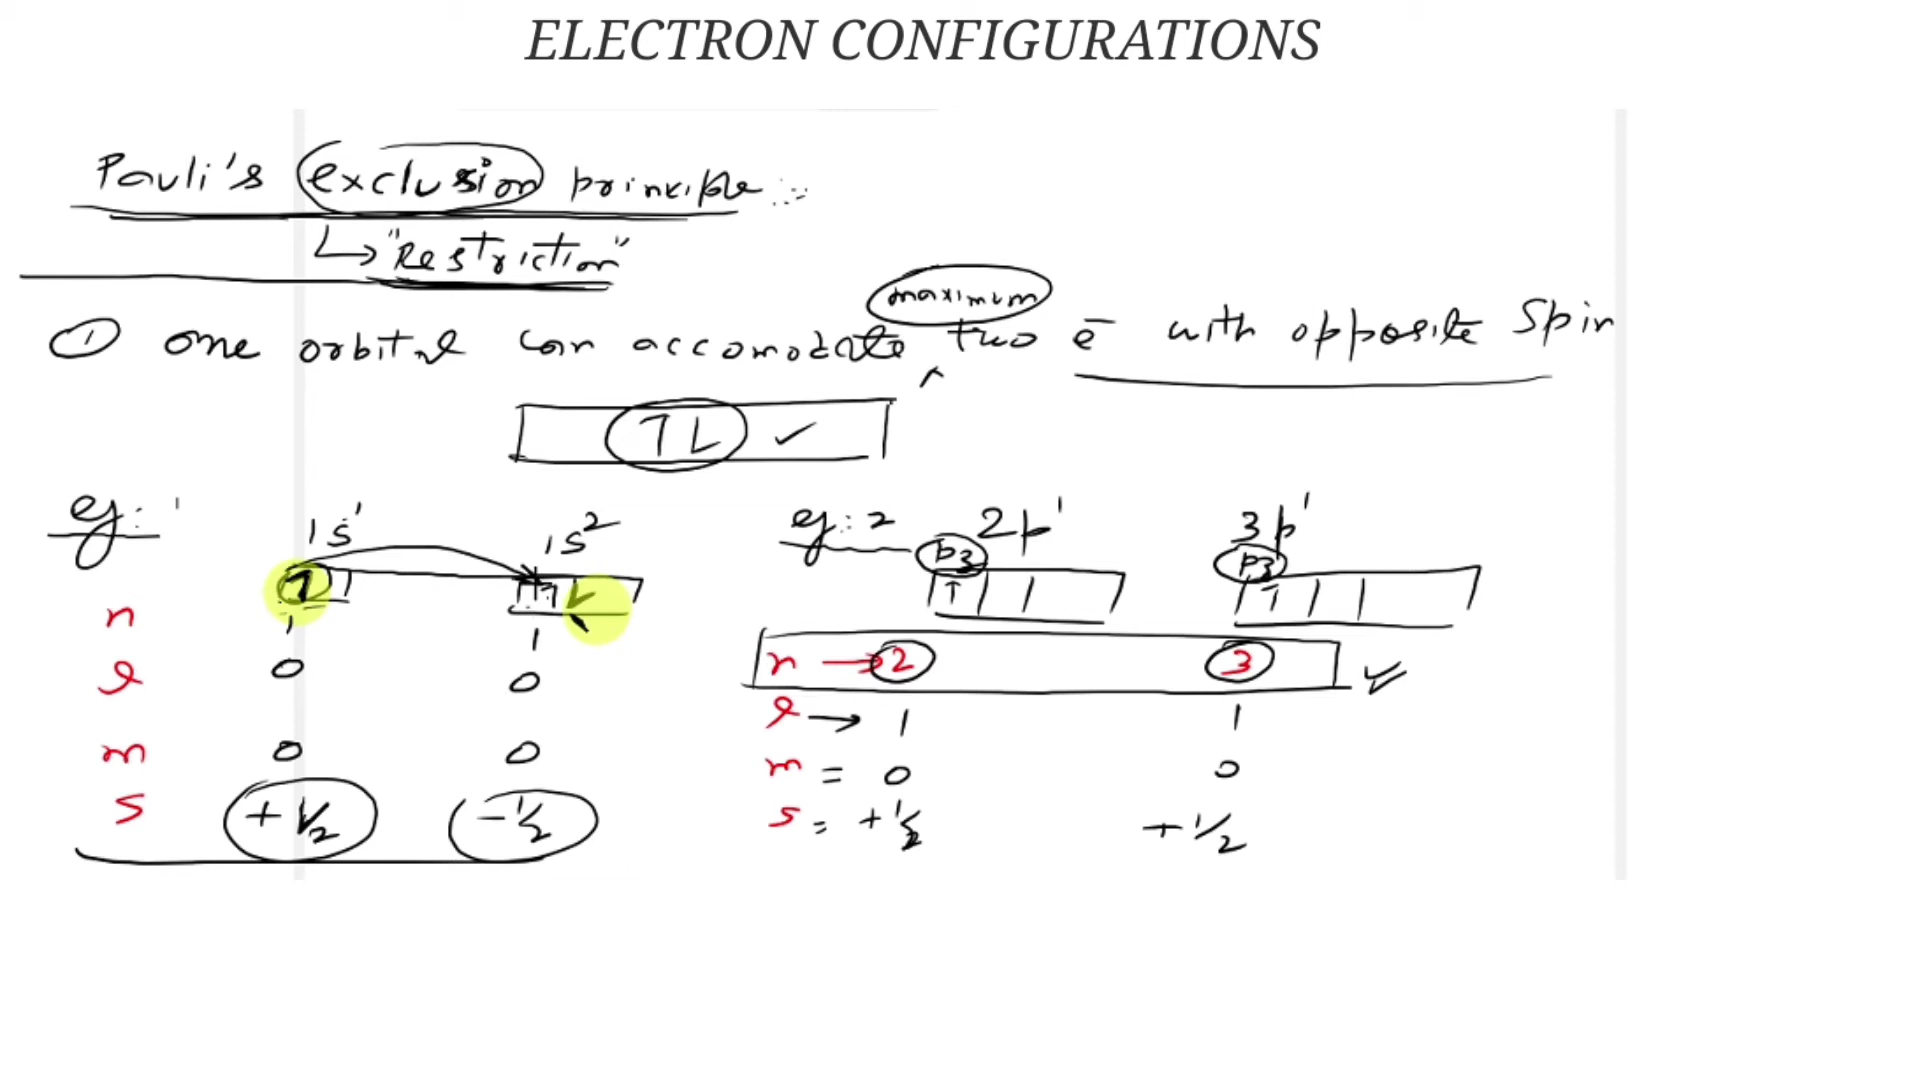 ELECTRON CONFIGURATIONS
Pauli's exclusion principle :-
↳ "Restriction"
maximum
① one orbital can accomodate ^ two e- with opposite Spin
↑ ↓ ✓
eg: 1 1s¹ 1s² eg: 2 2p¹ 3p¹
pz pz
↑ ↑ ↓ ↑ ↑
n 1 1 n → 2 3 ✓
l 0 0 l → 1 1
m 0 0 m = 0 0
s +1/2 -1/2 s = +1/2 +1/2